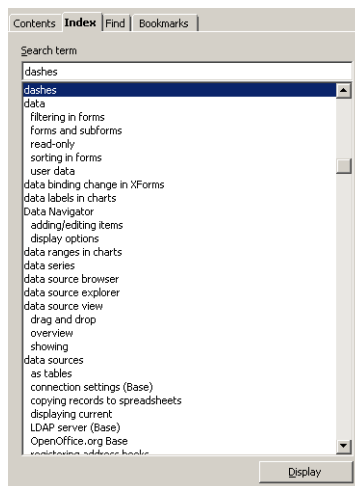 Contents Index Find Bookmarks
Search term
dashes
dashes
data
filtering in forms
forms and subforms
read-only
sorting in forms
user data
data binding change in XForms
data labels in charts
Data Navigator
adding/editing items
display options
data ranges in charts
data series
data source browser
data source explorer
data source view
drag and drop
overview
showing
data sources
as tables
connection settings (Base)
copying records to spreadsheets
displaying current
LDAP server (Base)
OpenOffice.org Base
registering address books
Display